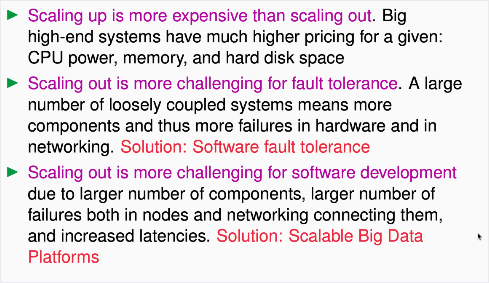 Scaling up is more expensive than scaling out. Big
high-end systems have much higher pricing for a given:
CPU power, memory, and hard disk space
Scaling out is more challenging for fault tolerance. A large
number of loosely coupled systems means more
components and thus more failures in hardware and in
networking. Solution: Software fault tolerance
Scaling out is more challenging for software development
due to larger number of components, larger number of
failures both in nodes and networking connecting them,
and increased latencies. Solution: Scalable Big Data
Platforms